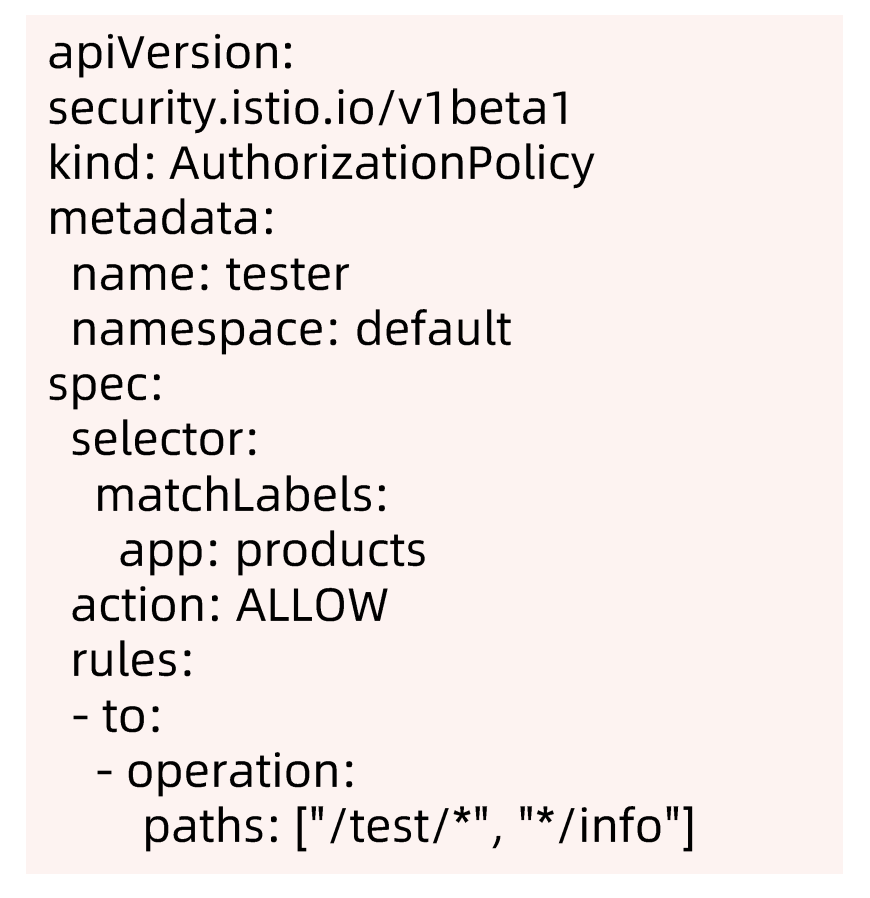 apiVersion:
security.istio.io/v1beta1
kind: AuthorizationPolicy
metadata:
  name: tester
  namespace: default
spec:
  selector:
    matchLabels:
      app: products
  action: ALLOW
  rules:
  - to:
    - operation:
        paths: ["/test/*", "*/info"]